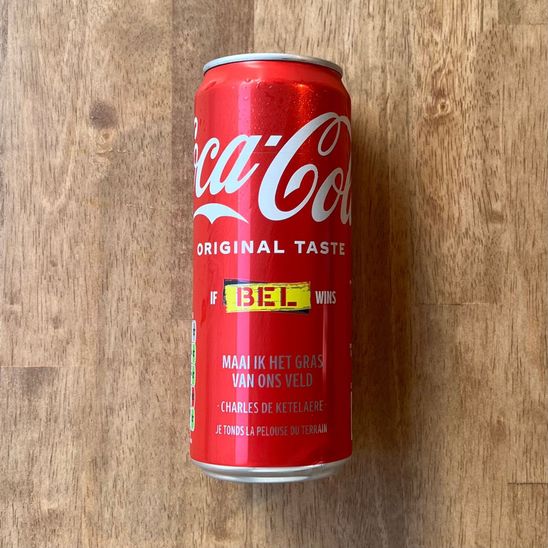 Coca-Cola
ORIGINAL TASTE
IF BEL WINS
MAAI IK HET GRAS
VAN ONS VELD
- CHARLES DE KETELAERE -
JE TONDS LA PELOUSE DU TERRAIN